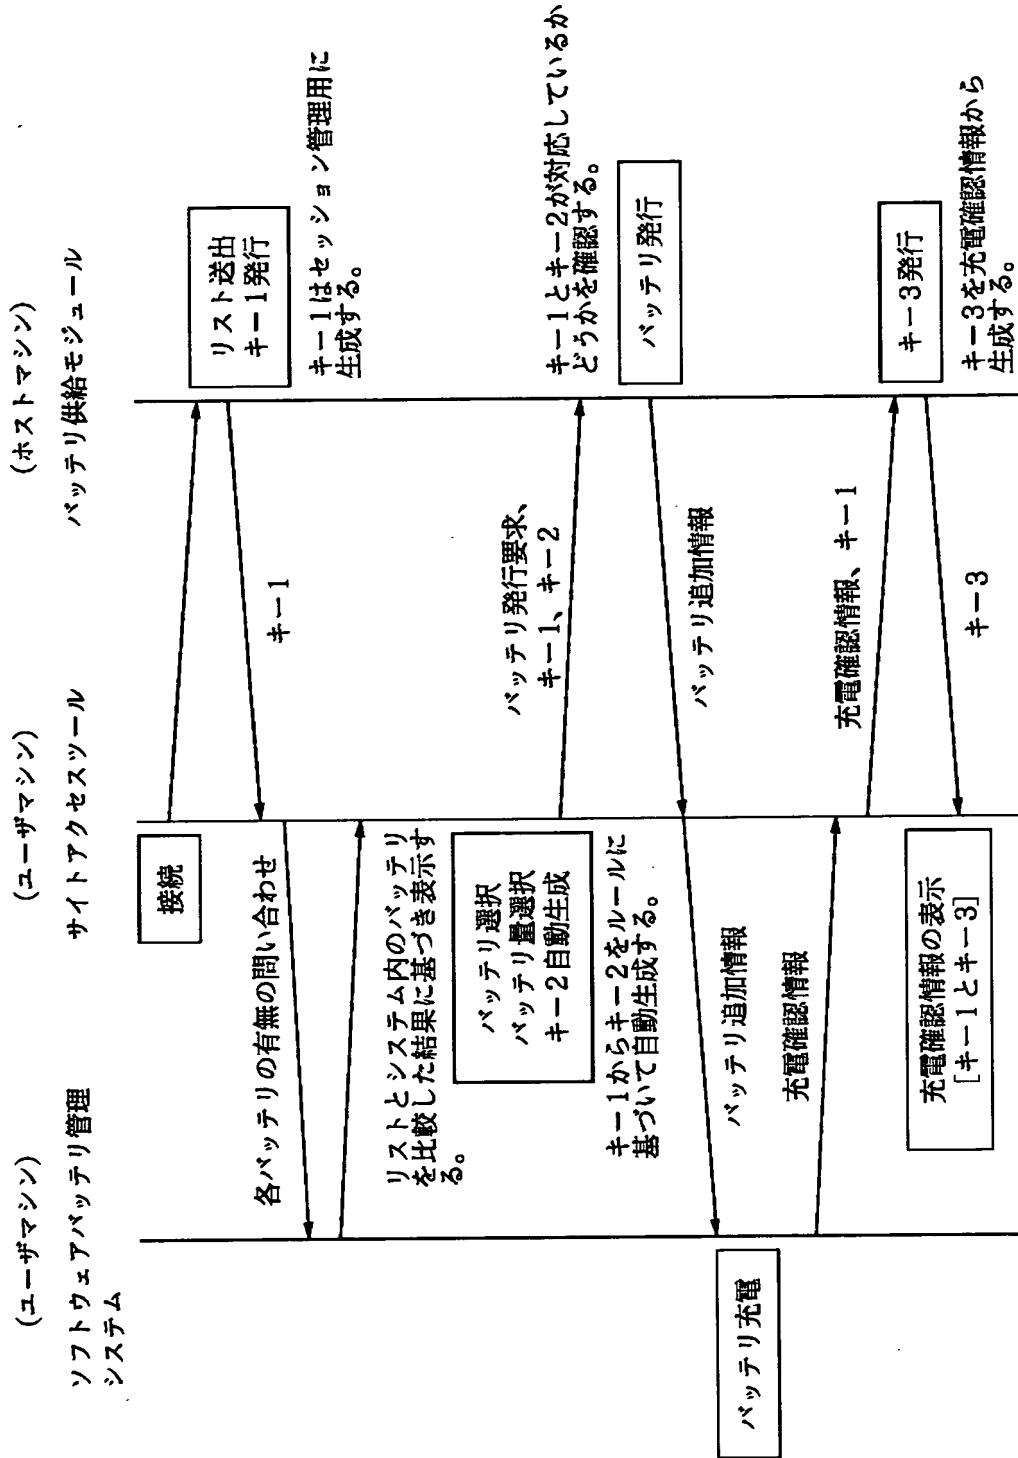 (ユーザマシン)
ソフトウェアバッテリ管理
システム
(ユーザマシン)
サイトアクセスツール
(ホストマシン)
バッテリ供給モジュール
接続
リスト送出
キー1発行
キー1はセッション管理用に
生成する。
キー1
各バッテリの有無の問い合わせ
リストとシステム内のバッテリ
を比較した結果に基づき表示す
る。
バッテリ選択
バッテリ量選択
キー2自動生成
キー1からキー2をルールに
基づいて自動生成する。
バッテリ発行要求、
キー1、キー2
キー1とキー2が対応しているか
どうかを確認する。
バッテリ発行
バッテリ追加情報
バッテリ追加情報
バッテリ充電
充電確認情報
充電確認情報、キー1
キー3発行
キー3を充電確認情報から
生成する。
キー3
充電確認情報の表示
[キー1とキー3]